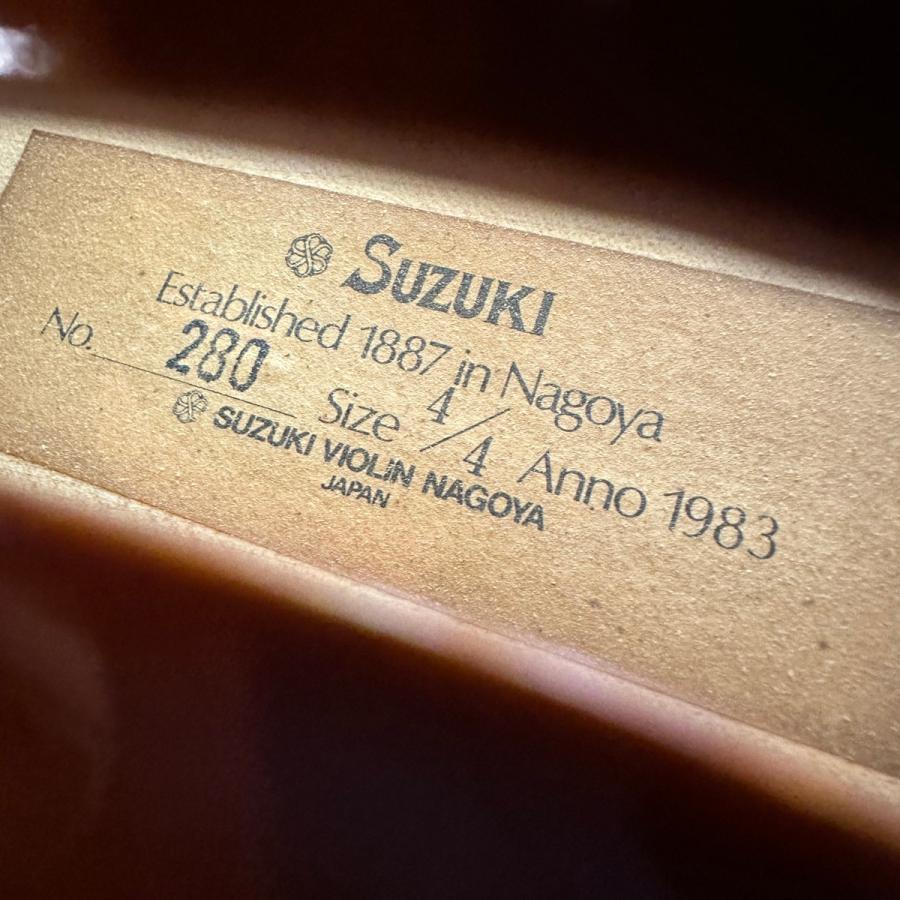 SUZUKI
Established 1887 in Nagoya
No. 280 Size 4/4 Anno 1983
SUZUKI VIOLIN NAGOYA
JAPAN